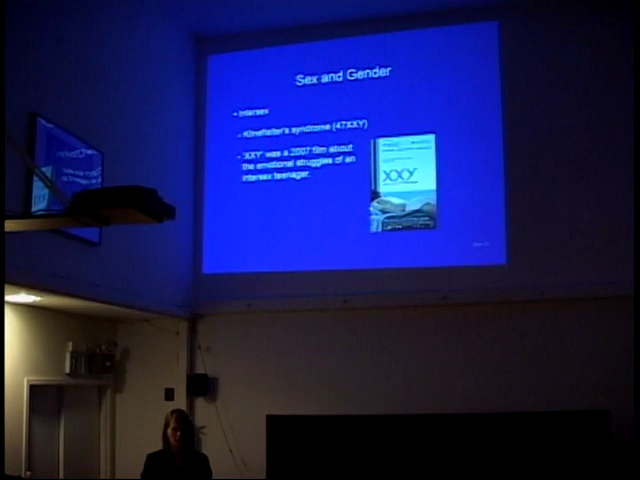 Sex and Gender
• Intersex
- Klinefelter's syndrome (47XXY)
- 'XXY' was a 2007 film about
the emotional struggles of an
intersex teenager.
XXY